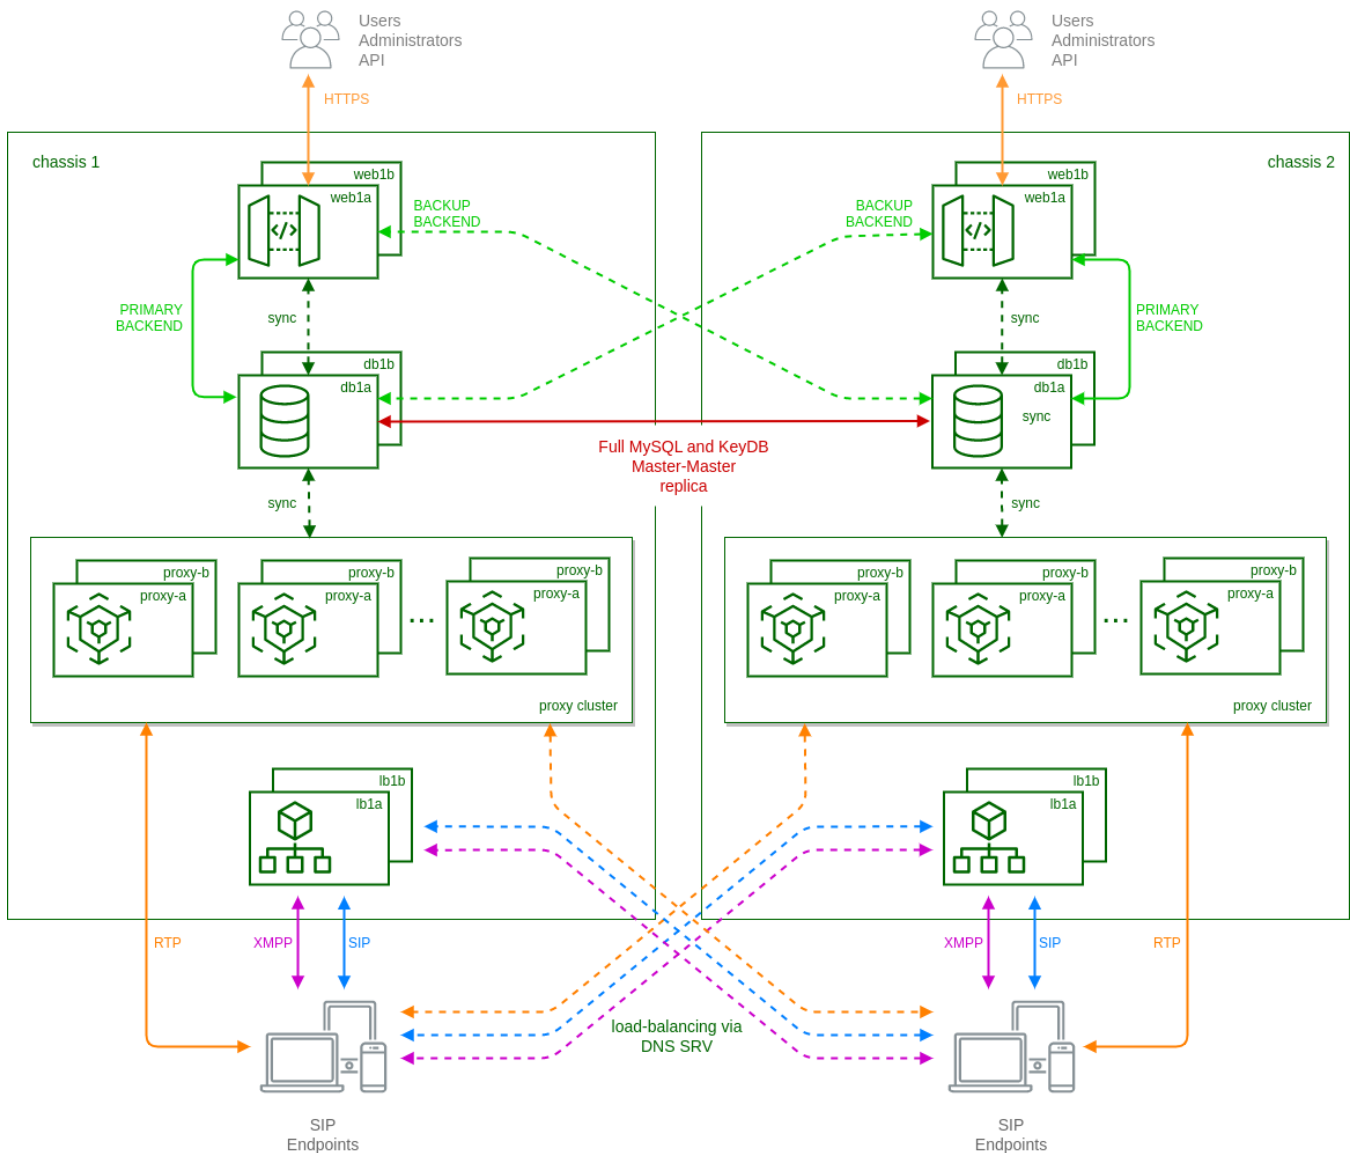 Users
Administrators
API
Users
Administrators
API
HTTPS
HTTPS
chassis 1
chassis 2
web1b
web1a
BACKUP
BACKEND
BACKUP
BACKEND
web1b
web1a
PRIMARY
BACKEND
sync
sync
PRIMARY
BACKEND
db1b
db1a
db1b
db1a
sync
Full MySQL and KeyDB
Master-Master
replica
sync
sync
proxy-b
proxy-a
proxy-b
proxy-a
...
proxy-b
proxy-a
proxy cluster
proxy-b
proxy-a
proxy-b
proxy-a
...
proxy-b
proxy-a
proxy cluster
lb1b
lb1a
lb1b
lb1a
RTP
XMPP
SIP
XMPP
SIP
RTP
load-balancing via
DNS SRV
SIP
Endpoints
SIP
Endpoints